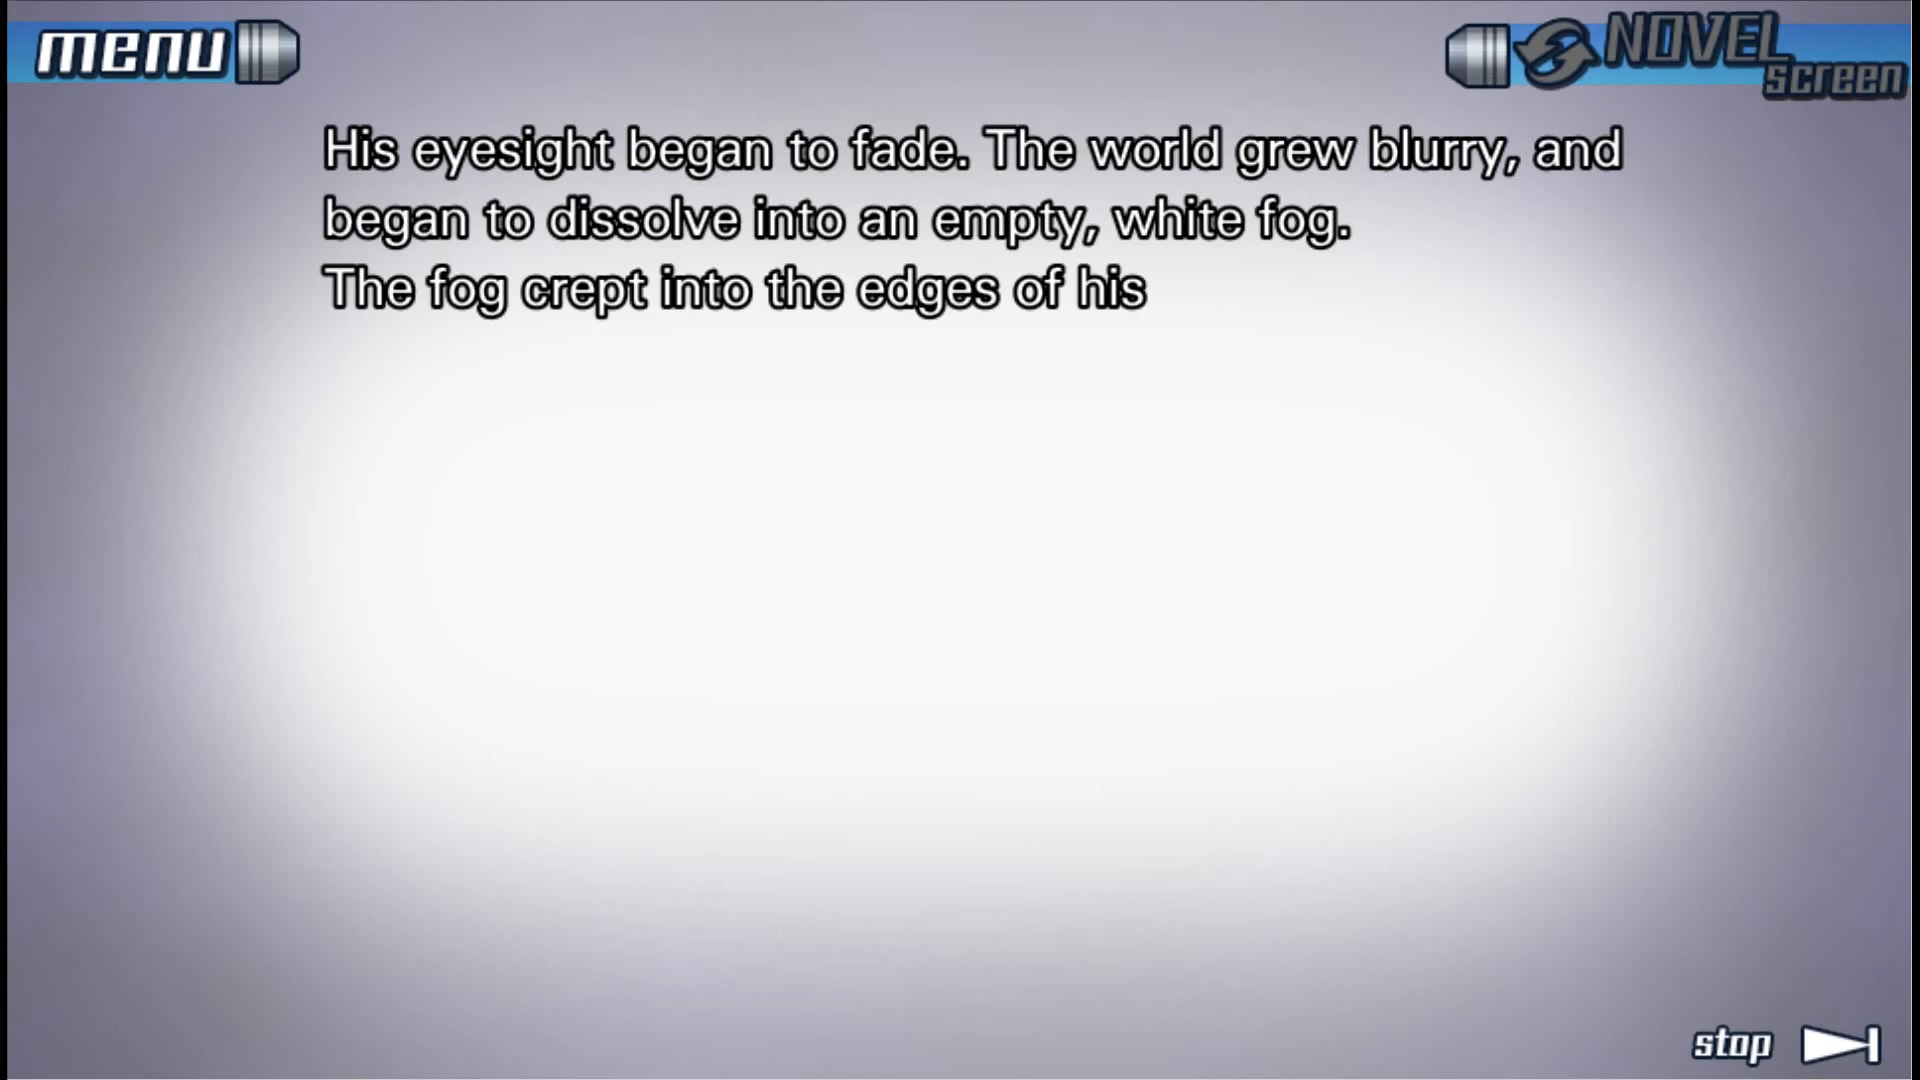 menu
NOVEL
screen
His eyesight began to fade. The world grew blurry, and
began to dissolve into an empty, white fog.
The fog crept into the edges of his
stop